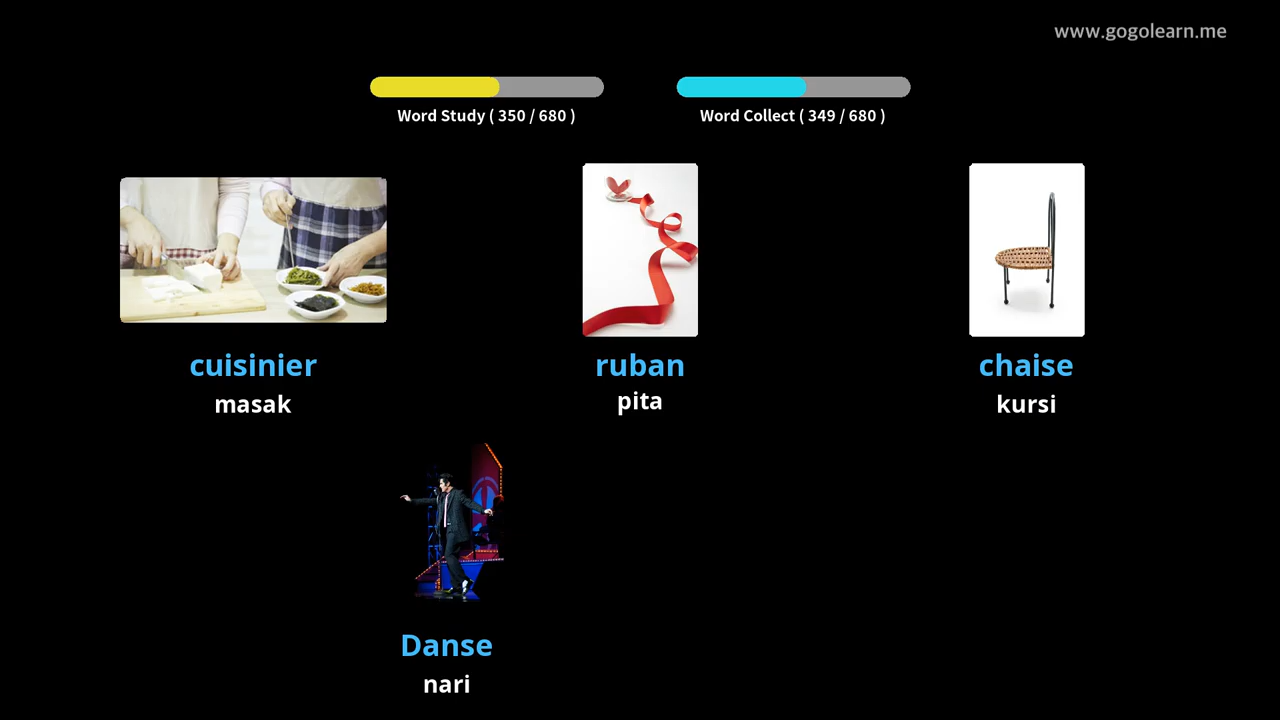 www.gogolearn.me
Word Study ( 350 / 680 )
Word Collect ( 349 / 680 )
cuisinier
masak
ruban
pita
chaise
kursi
Danse
nari